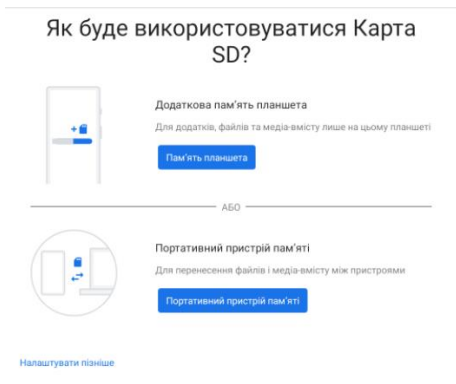 Як буде використовуватися Карта
SD?
Додаткова пам'ять планшета
Для додатків, файлів та медіа-вмісту лише на цьому планшеті
Пам'ять планшета
АБО
Портативний пристрій пам'яті
Для перенесення файлів і медіа-вмісту між пристроями
Портативний пристрій пам'яті
Налаштувати пізніше